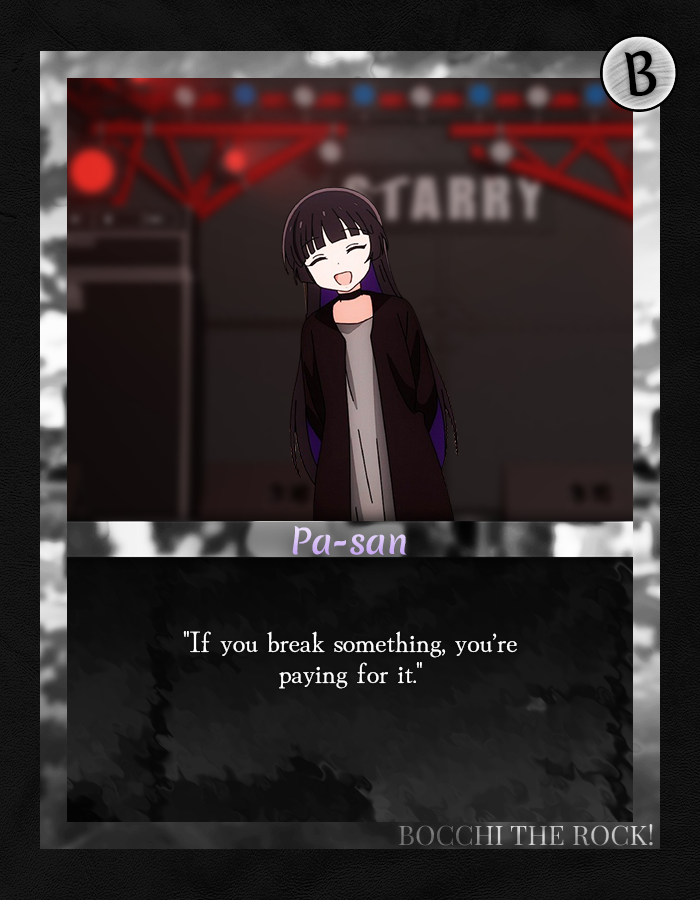 B
STARRY
Pa-san
"If you break something, you're
paying for it."
BOCCHI THE ROCK!